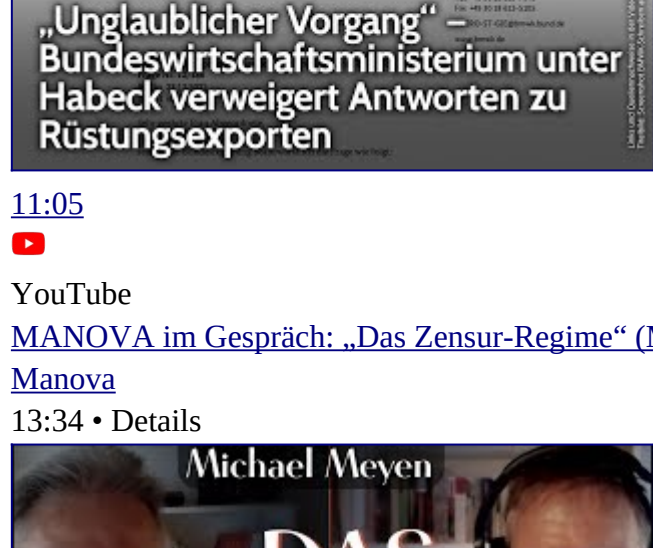 „Unglaublicher Vorgang“ –
Bundeswirtschaftsministerium unter
Habeck verweigert Antworten zu
Rüstungsexporten
11:05
YouTube
MANOVA im Gespräch: „Das Zensur-Regime“ (
Manova
13:34 • Details
Michael Meyen
DAS